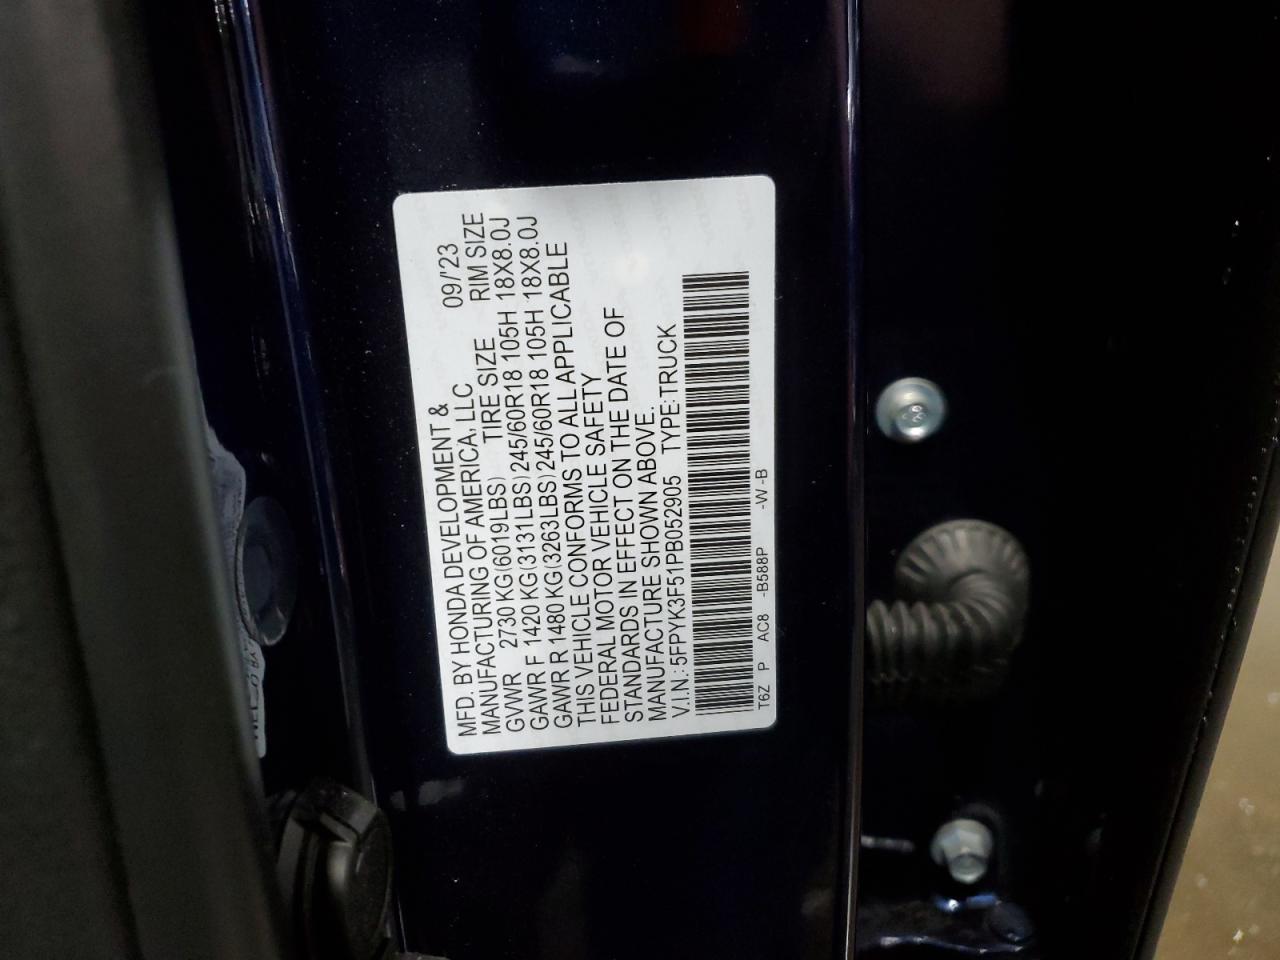 MFD. BY HONDA DEVELOPMENT &
MANUFACTURING OF AMERICA, LLC 09/'23
GVWR 2730 KG(6019LBS) TIRE SIZE RIM SIZE
GAWR F 1420 KG(3131LBS) 245/60R18 105H 18X8.0J
GAWR R 1480 KG(3263LBS) 245/60R18 105H 18X8.0J
THIS VEHICLE CONFORMS TO ALL APPLICABLE
FEDERAL MOTOR VEHICLE SAFETY
STANDARDS IN EFFECT ON THE DATE OF
MANUFACTURE SHOWN ABOVE.
V.I.N.:5FPYK3F51PB052905 TYPE:TRUCK
T6Z P AC8 -B588P -W -B